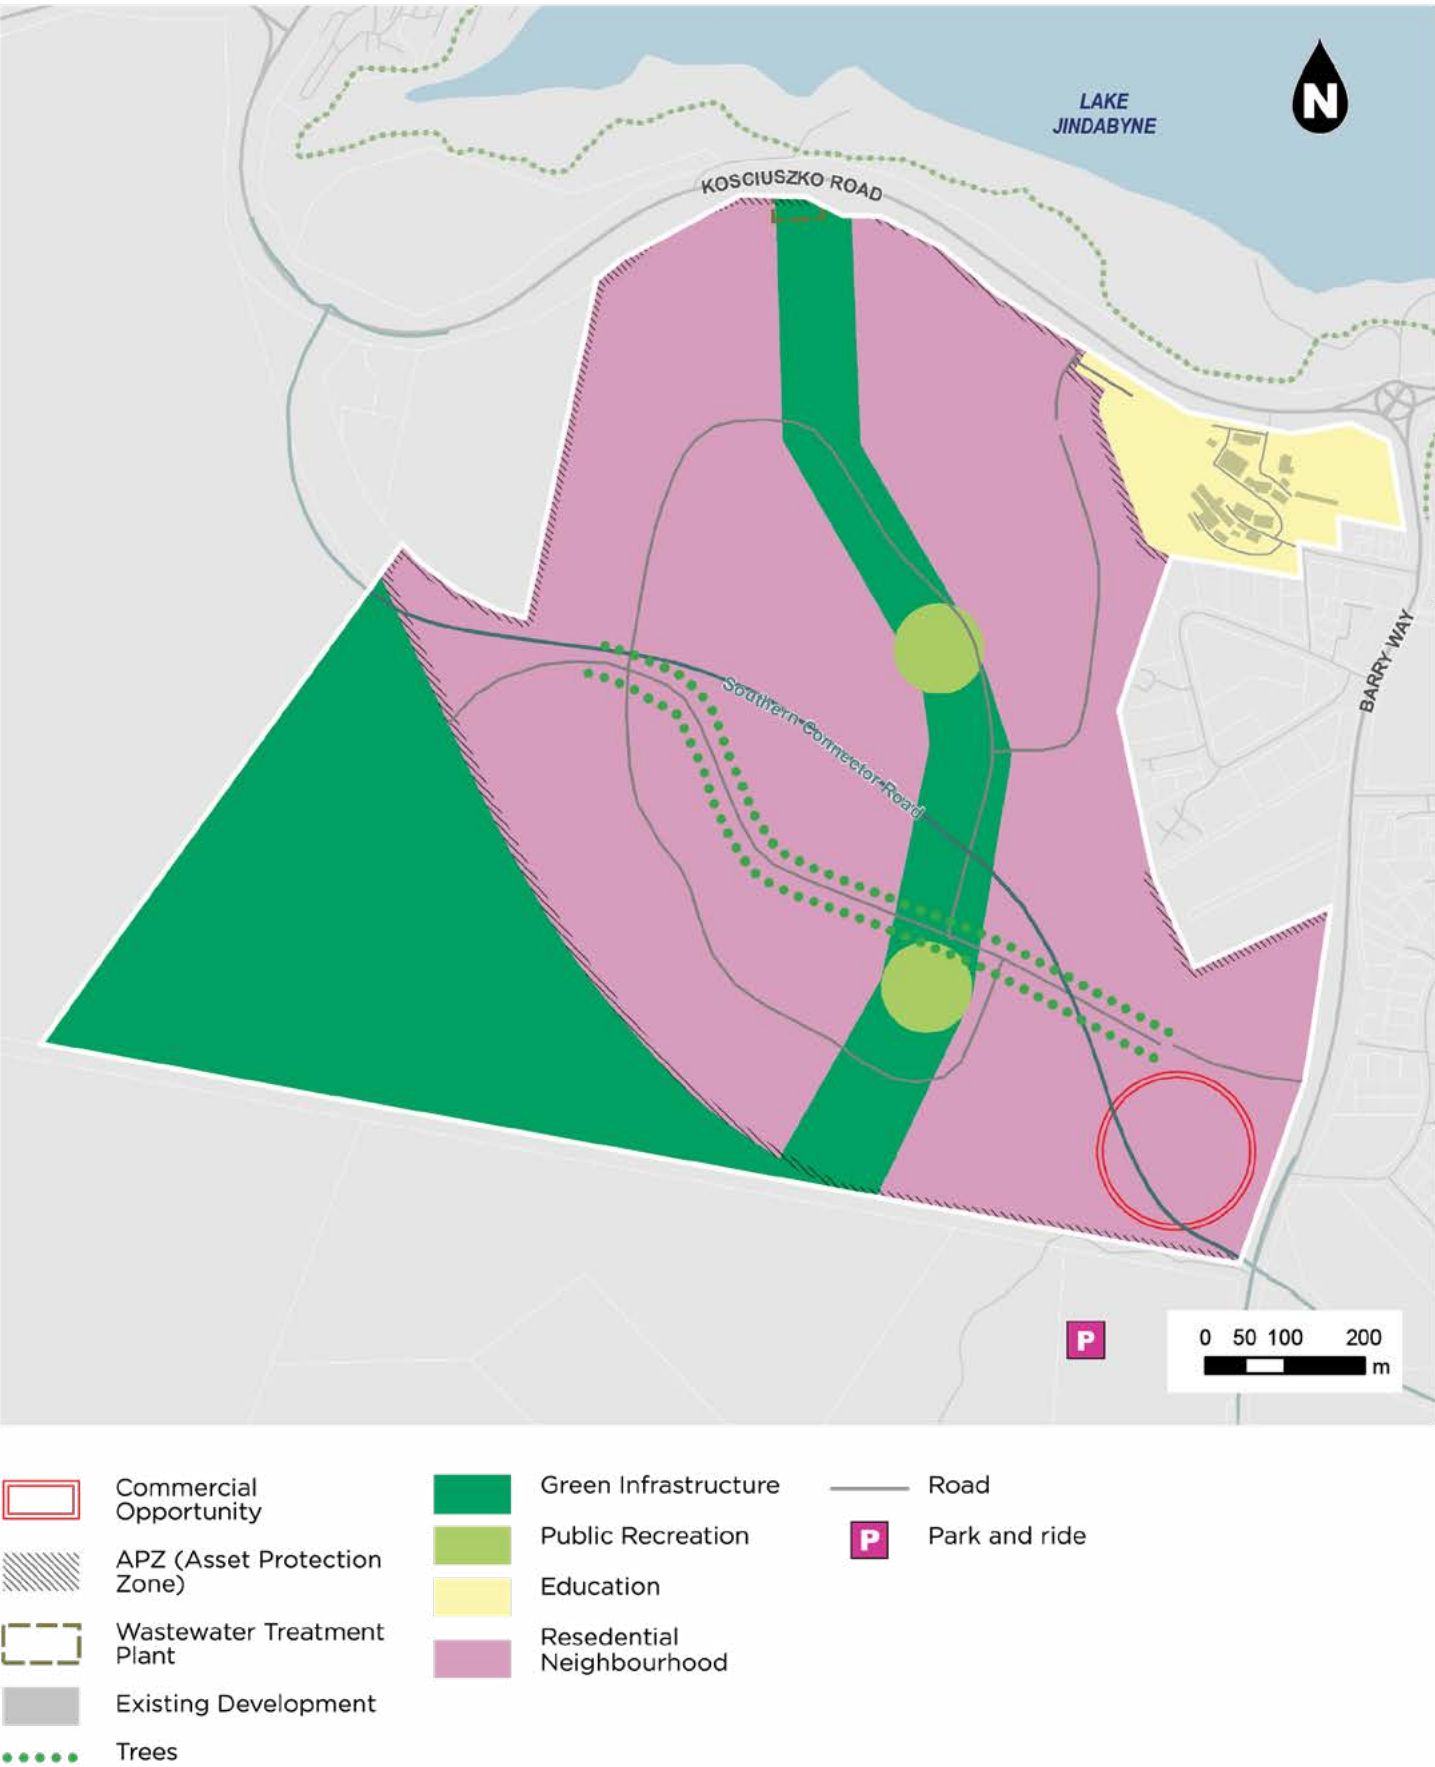 LAKE
JINDABYNE
N
KOSCIUSZKO ROAD
BARRY WAY
Southern Connector Road
P
0 50 100 200
m
Commercial
Opportunity
APZ (Asset Protection
Zone)
Wastewater Treatment
Plant
Existing Development
Trees
Green Infrastructure
Public Recreation
Education
Resedential
Neighbourhood
Road
P
Park and ride